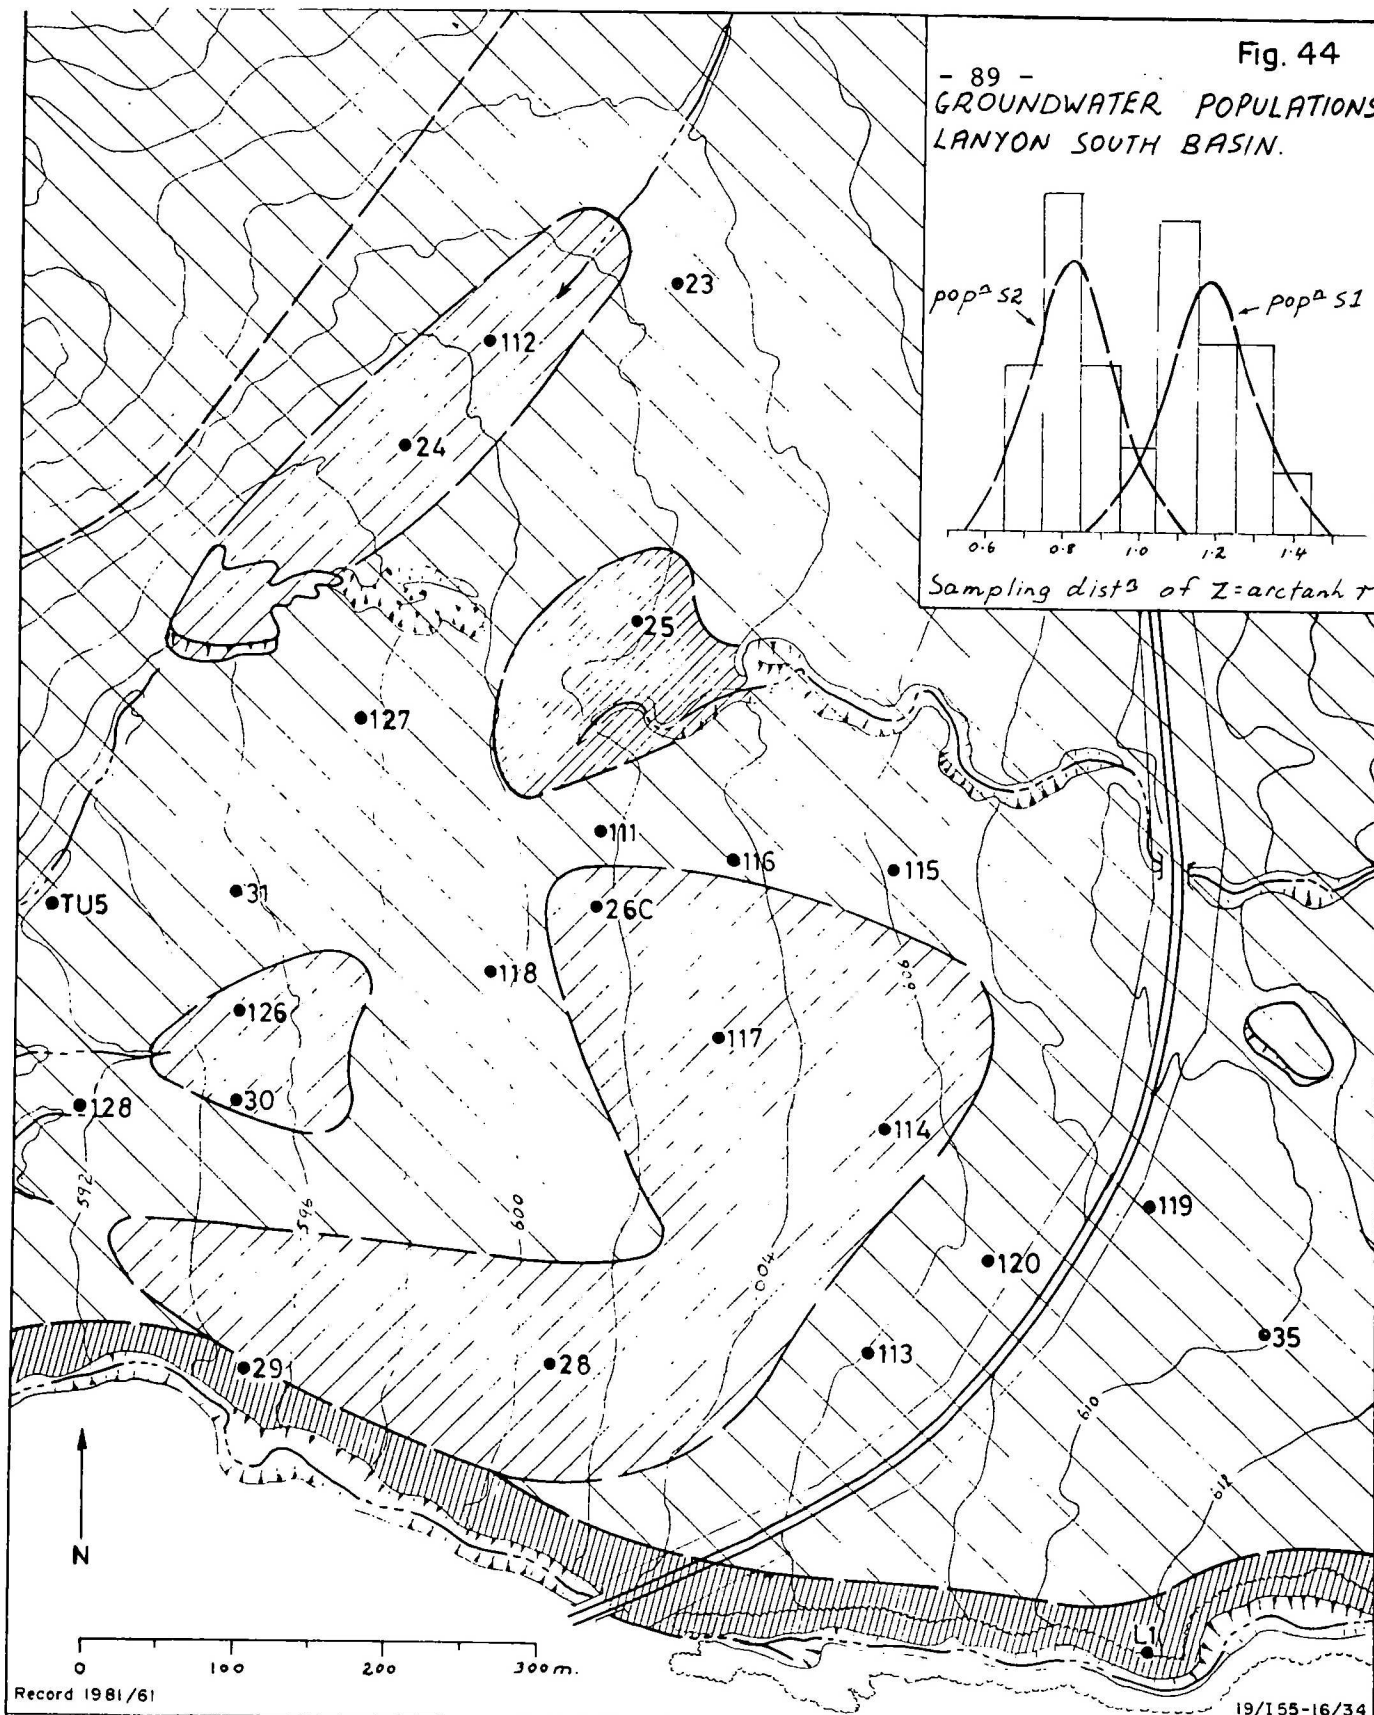 Fig. 44
- 89 -
GROUNDWATER POPULATIONS
LANYON SOUTH BASIN.
popⁿ S2
popⁿ S1
0.6 0.8 1.0 1.2 1.4
Sampling distⁿ of Z=arctanh r
23
112
24
25
127
111
116
115
31
TU5
26C
118
126
117
30
128
114
119
120
35
113
28
29
L1
592
596
600
604
608
610
612
N
0 100 200 300m.
Record 1981/61
19/I55-16/34